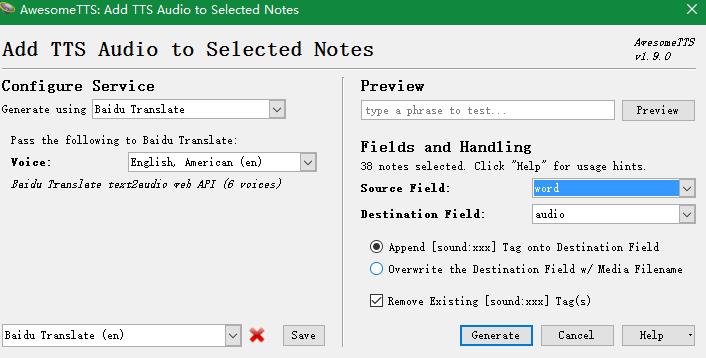 AwesomeTTS: Add TTS Audio to Selected Notes
Add TTS Audio to Selected Notes
AwesomeTTS
v1.9.0
Configure Service
Generate using Baidu Translate
Pass the following to Baidu Translate:
Voice: English, American (en)
Baidu Translate text2audio web API (6 voices)
Preview
type a phrase to test...
Preview
Fields and Handling
38 notes selected. Click "Help" for usage hints.
Source Field: word
Destination Field: audio
Append [sound:xxx] Tag onto Destination Field
Overwrite the Destination Field w/ Media Filename
Remove Existing [sound:xxx] Tag(s)
Baidu Translate (en)
Save
Generate
Cancel
Help